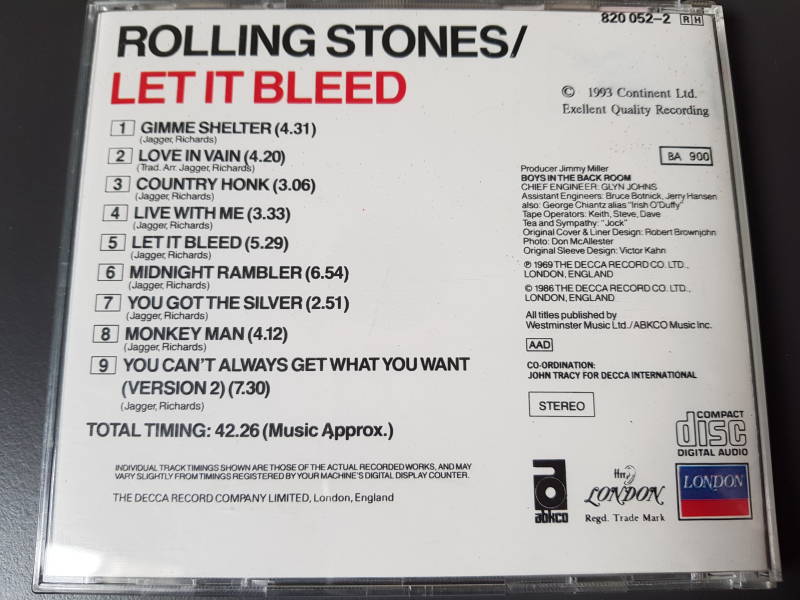 820 052-2 RH
ROLLING STONES/
LET IT BLEED
© 1993 Continent Ltd.
Exellent Quality Recording
1 GIMME SHELTER (4.31)
(Jagger, Richards)
2 LOVE IN VAIN (4.20)
(Trad. Arr. Jagger, Richards)
3 COUNTRY HONK (3.06)
(Jagger, Richards)
4 LIVE WITH ME (3.33)
(Jagger, Richards)
5 LET IT BLEED (5.29)
(Jagger, Richards)
6 MIDNIGHT RAMBLER (6.54)
(Jagger, Richards)
7 YOU GOT THE SILVER (2.51)
(Jagger, Richards)
8 MONKEY MAN (4.12)
(Jagger, Richards)
9 YOU CAN'T ALWAYS GET WHAT YOU WANT
(VERSION 2) (7.30)
(Jagger, Richards)
TOTAL TIMING: 42.26 (Music Approx.)
INDIVIDUAL TRACK TIMINGS SHOWN ARE THOSE OF THE ACTUAL RECORDED WORKS, AND MAY
VARY SLIGHTLY FROM TIMINGS REGISTERED BY YOUR MACHINE'S DIGITAL DISPLAY COUNTER.
THE DECCA RECORD COMPANY LIMITED, London, England
BA 900
Producer Jimmy Miller
BOYS IN THE BACK ROOM
CHIEF ENGINEER: GLYN JOHNS
Assistant Engineers: Bruce Botnick, Jerry Hansen
also: George Chiantz alias "Irish O'Duffy"
Tape Operators: Keith, Steve, Dave
Tea and Sympathy: "Jock"
Original Cover & Liner Design: Robert Brownjohn
Photo: Don McAllester
Original Sleeve Design: Victor Kahn
℗ 1969 THE DECCA RECORD CO. LTD.,
LONDON, ENGLAND
© 1986 THE DECCA RECORD CO. LTD.,
LONDON, ENGLAND
All titles published by
Westminster Music Ltd./ABKCO Music Inc.
AAD
CO-ORDINATION:
JOHN TRACY FOR DECCA INTERNATIONAL
STEREO
COMPACT
disc
DIGITAL AUDIO
abkco
LONDON
Regd. Trade Mark
LONDON